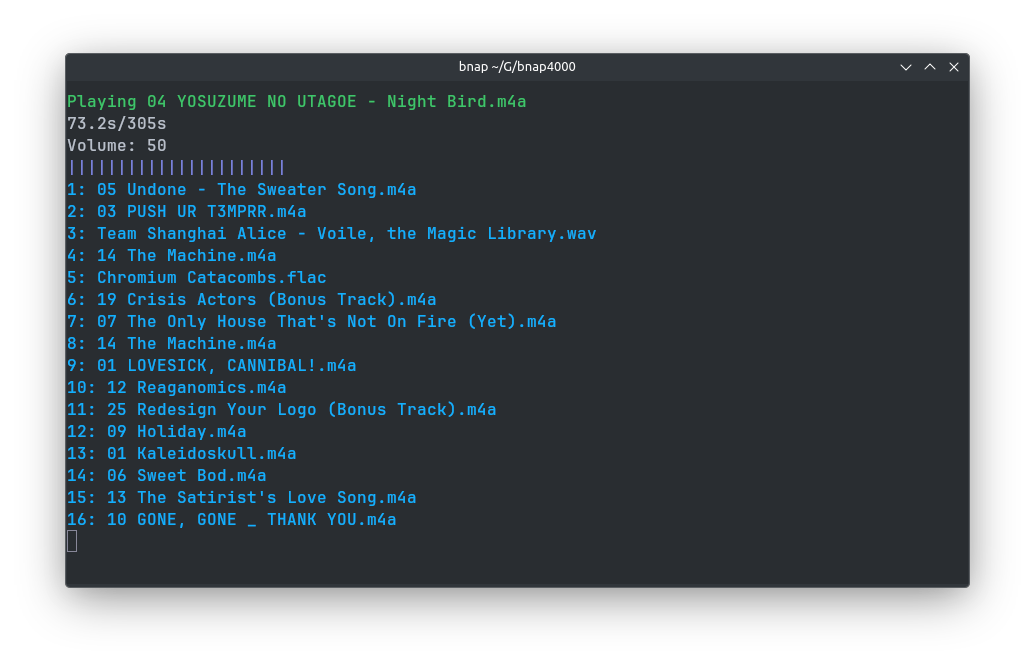 bnap ~/G/bnap4000
Playing 04 YOSUZUME NO UTAGOE - Night Bird.m4a
73.2s/305s
Volume: 50
||||||||||||||||||||||
1: 05 Undone - The Sweater Song.m4a
2: 03 PUSH UR T3MPRR.m4a
3: Team Shanghai Alice - Voile, the Magic Library.wav
4: 14 The Machine.m4a
5: Chromium Catacombs.flac
6: 19 Crisis Actors (Bonus Track).m4a
7: 07 The Only House That's Not On Fire (Yet).m4a
8: 14 The Machine.m4a
9: 01 LOVESICK, CANNIBAL!.m4a
10: 12 Reaganomics.m4a
11: 25 Redesign Your Logo (Bonus Track).m4a
12: 09 Holiday.m4a
13: 01 Kaleidoskull.m4a
14: 06 Sweet Bod.m4a
15: 13 The Satirist's Love Song.m4a
16: 10 GONE, GONE _ THANK YOU.m4a